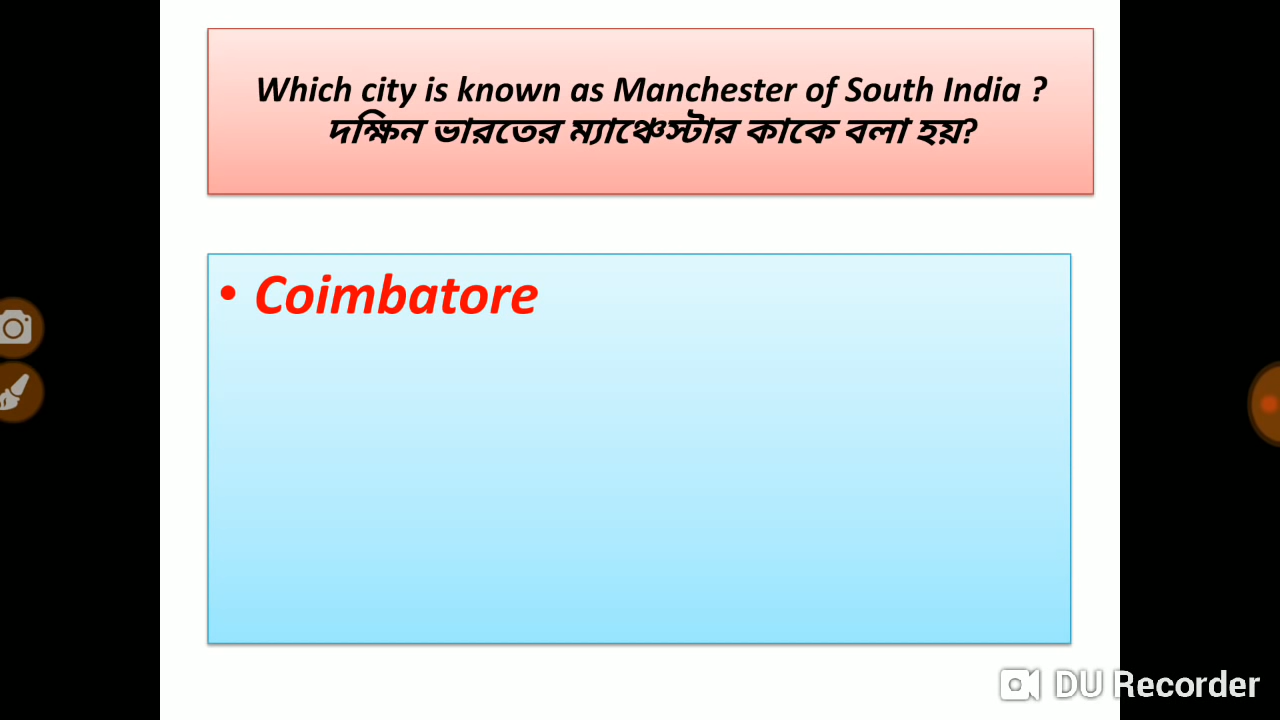 Which city is known as Manchester of South India ?
দক্ষিন ভারতের ম্যাঞ্চেস্টার কাকে বলা হয়?
• Coimbatore
DU Recorder